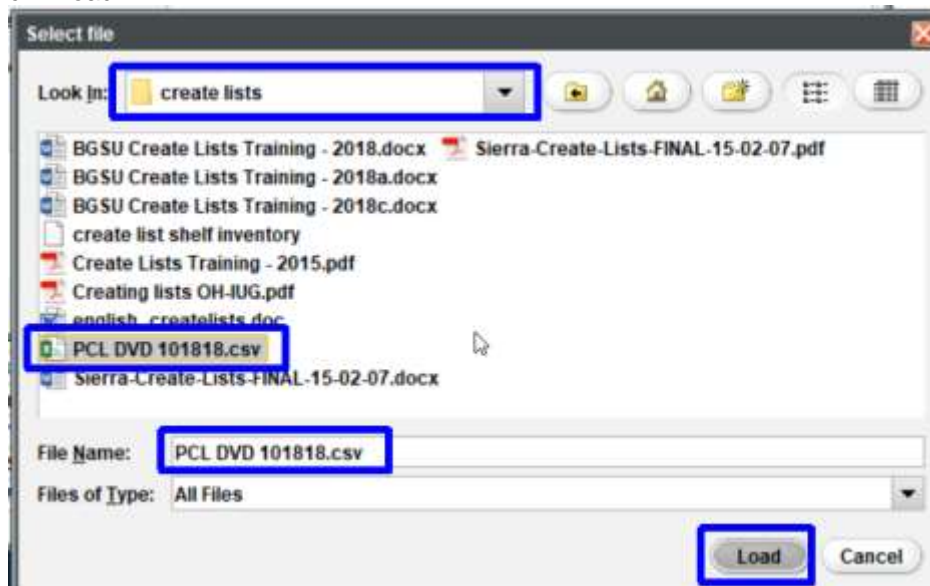 Select file
Look In: create lists
BGSU Create Lists Training - 2018.docx Sierra-Create-Lists-FINAL-15-02-07.pdf
BGSU Create Lists Training - 2018a.docx
BGSU Create Lists Training - 2018c.docx
create list shelf inventory
Create Lists Training - 2015.pdf
Creating lists OH-IUG.pdf
english_createlists.doc
PCL DVD 101818.csv
Sierra-Create-Lists-FINAL-15-02-07.docx
File Name: PCL DVD 101818.csv
Files of Type: All Files
Load Cancel